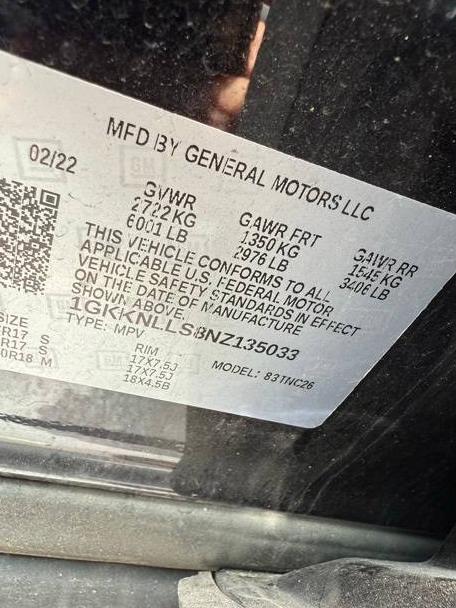 MFD BY GENERAL MOTORS LLC
02/22
GVWR
2722 KG
6001 LB
GAWR FRT
1350 KG
2976 LB
GAWR RR
1545 KG
3406 LB
THIS VEHICLE CONFORMS TO ALL
APPLICABLE U.S. FEDERAL MOTOR
VEHICLE SAFETY STANDARDS IN EFFECT
ON THE DATE OF MANUFACTURE
SHOWN ABOVE.
1GKKNLLS8NZ135033
TYPE: MPV
MODEL: 83TNC26
SIZE
R17 S
R17 S
0R18 M
RIM
17X7.5J
17X7.5J
18X4.5B
GM